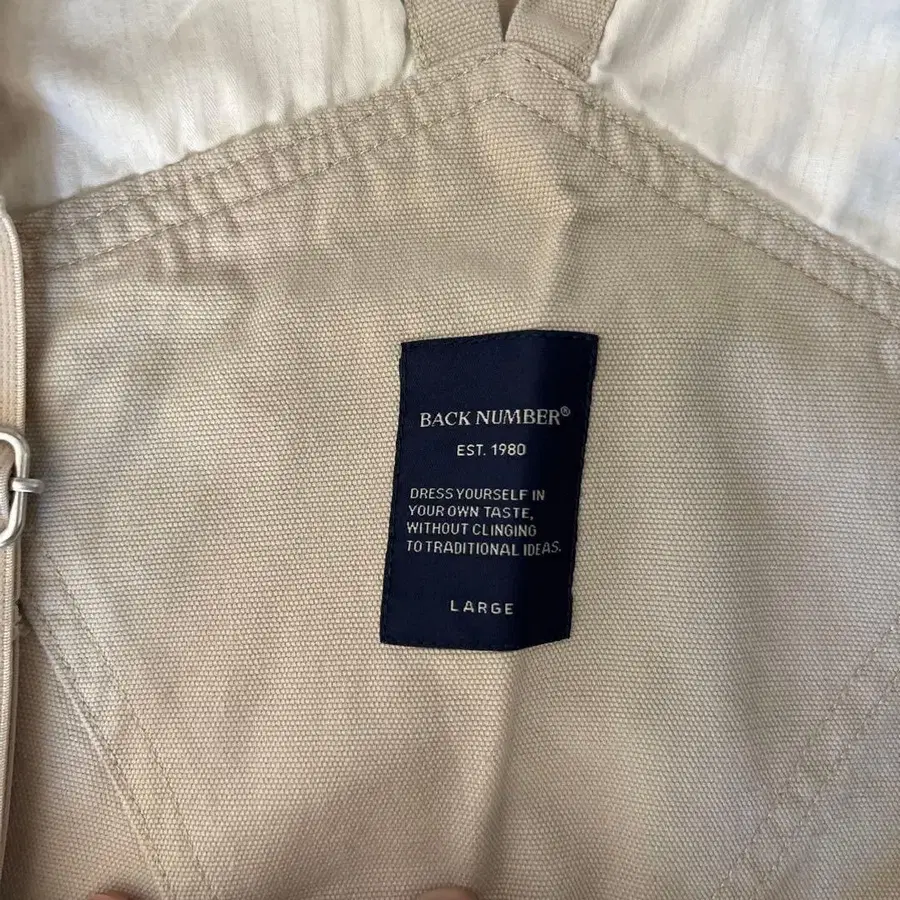 BACK NUMBER®
EST. 1980
DRESS YOURSELF IN
YOUR OWN TASTE,
WITHOUT CLINGING
TO TRADITIONAL IDEAS.
LARGE